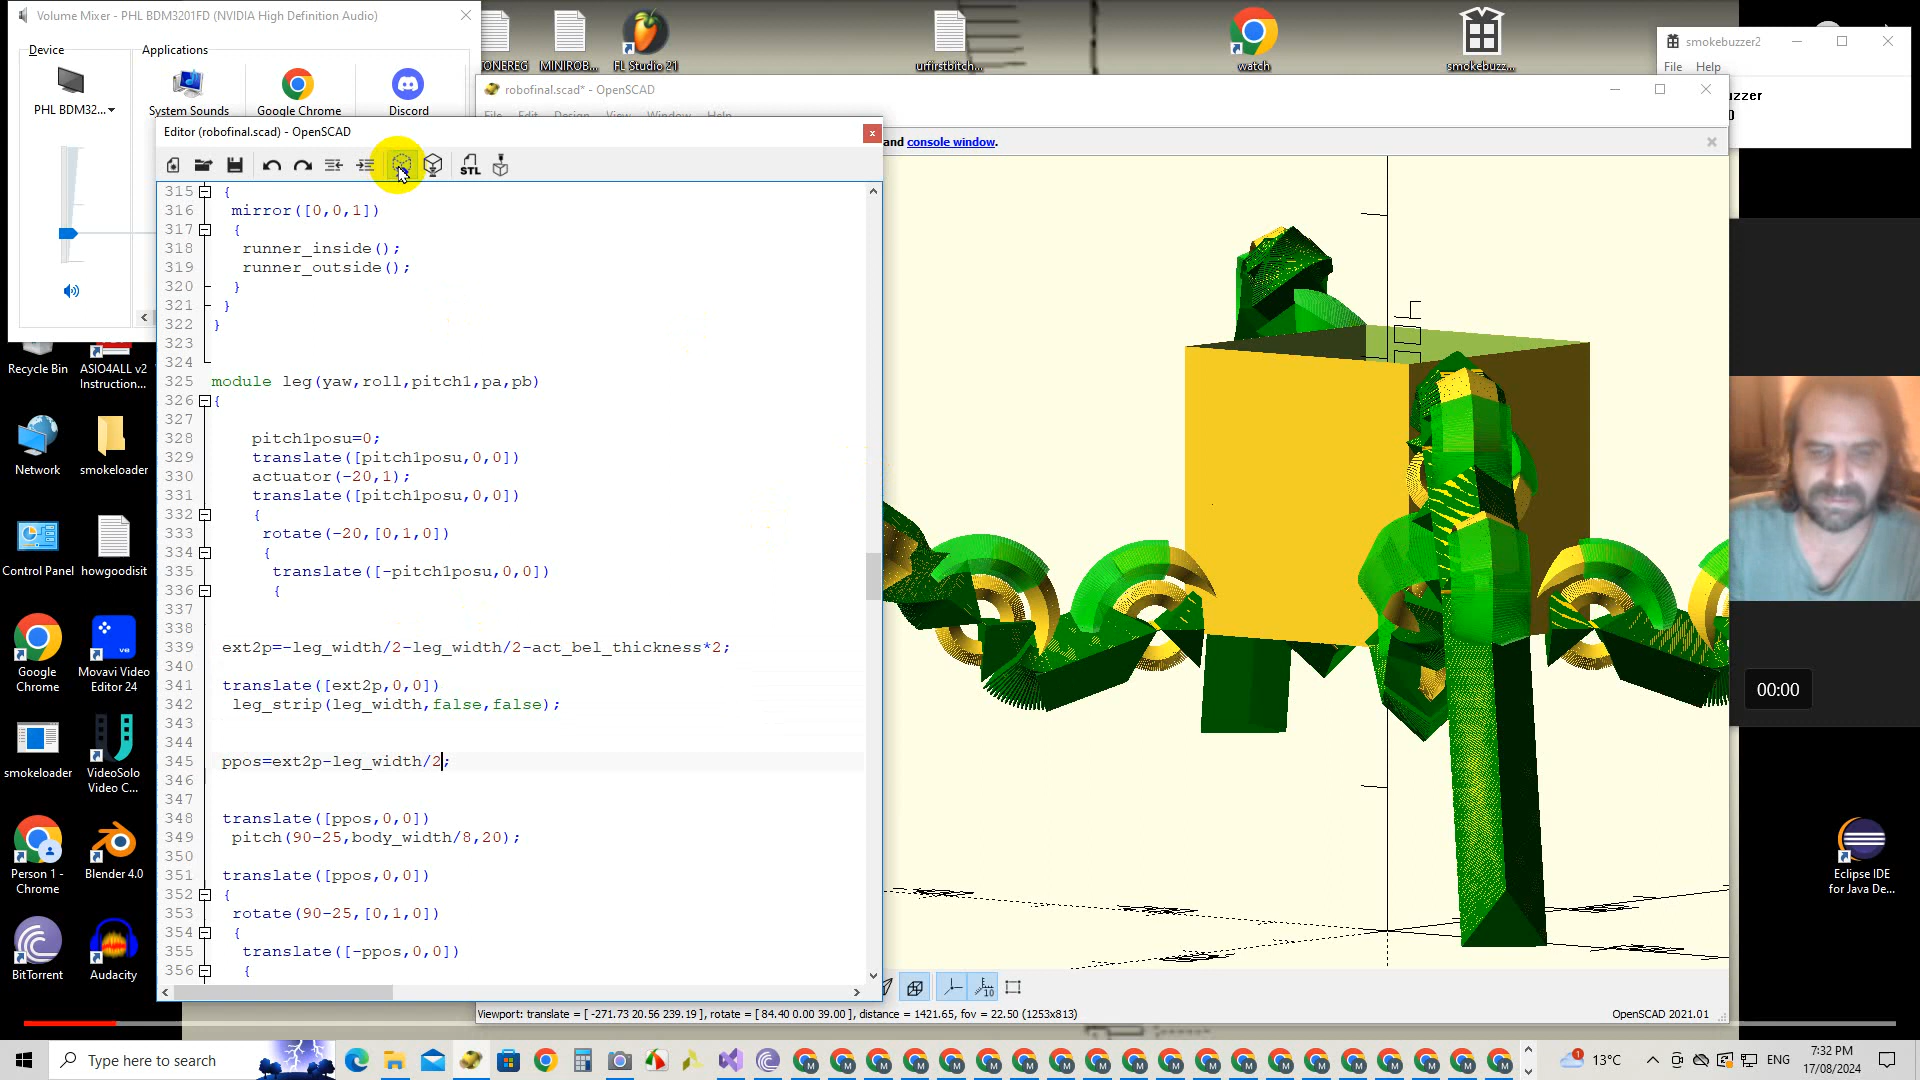 Volume Mixer - PHL BDM3201FD (NVIDIA High Definition Audio)
Device
Applications
PHL BDM32...
System Sounds
Google Chrome
Discord
MINIROB...
FL Studio 21
urfirstbitch...
watch
smokebuzz...
smokebuzzer2
File Help
robofinal.scad* - OpenSCAD
File Edit Design View Window Help
and console window.
Editor (robofinal.scad) - OpenSCAD
STL
315 {
316 mirror([0,0,1])
317 {
318 runner_inside();
319 runner_outside();
320 }
321 }
322 }
323
324
325 module leg(yaw,roll,pitch1,pa,pb)
326 {
327
328 pitch1posu=0;
329 translate([pitch1posu,0,0])
330 actuator(-20,1);
331 translate([pitch1posu,0,0])
332 {
333 rotate(-20,[0,1,0])
334 {
335 translate([-pitch1posu,0,0])
336 {
337
338
339 ext2p=-leg_width/2-leg_width/2-act_bel_thickness*2;
340
341 translate([ext2p,0,0])
342 leg_strip(leg_width,false,false);
343
344
345 ppos=ext2p-leg_width/2;
346
347
348 translate([ppos,0,0])
349 pitch(90-25,body_width/8,20);
350
351 translate([ppos,0,0])
352 {
353 rotate(90-25,[0,1,0])
354 {
355 translate([-ppos,0,0])
356 {
Recycle Bin
ASIO4ALL v2 Instruction...
Network
smokeloader
Control Panel
howgoodisit
Google Chrome
Movavi Video Editor 24
smokeloader
VideoSolo Video C...
Person 1 - Chrome
Blender 4.0
BitTorrent
Audacity
00:00
Eclipse IDE for Java De...
Viewport: translate = [ -271.73 20.56 239.19 ], rotate = [ 84.40 0.00 39.00 ], distance = 1421.65, fov = 22.50 (1253x813)
OpenSCAD 2021.01
Type here to search
13°C
ENG
7:32 PM
17/08/2024